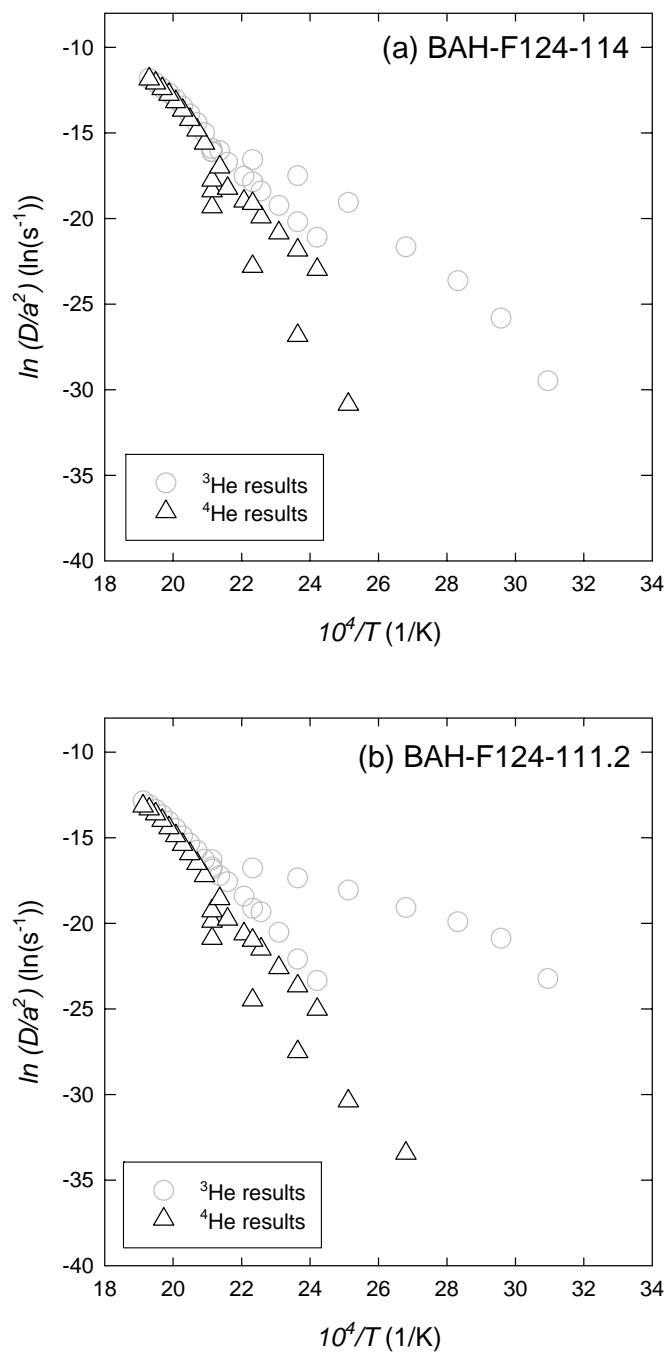 (a) BAH-F124-114
-10
-15
-20
-25
-30
-35
-40
ln (D/a²) (ln(s⁻¹))
³He results
⁴He results
18 20 22 24 26 28 30 32 34
10⁴/T (1/K)
(b) BAH-F124-111.2
-10
-15
-20
-25
-30
-35
-40
ln (D/a²) (ln(s⁻¹))
³He results
⁴He results
18 20 22 24 26 28 30 32 34
10⁴/T (1/K)